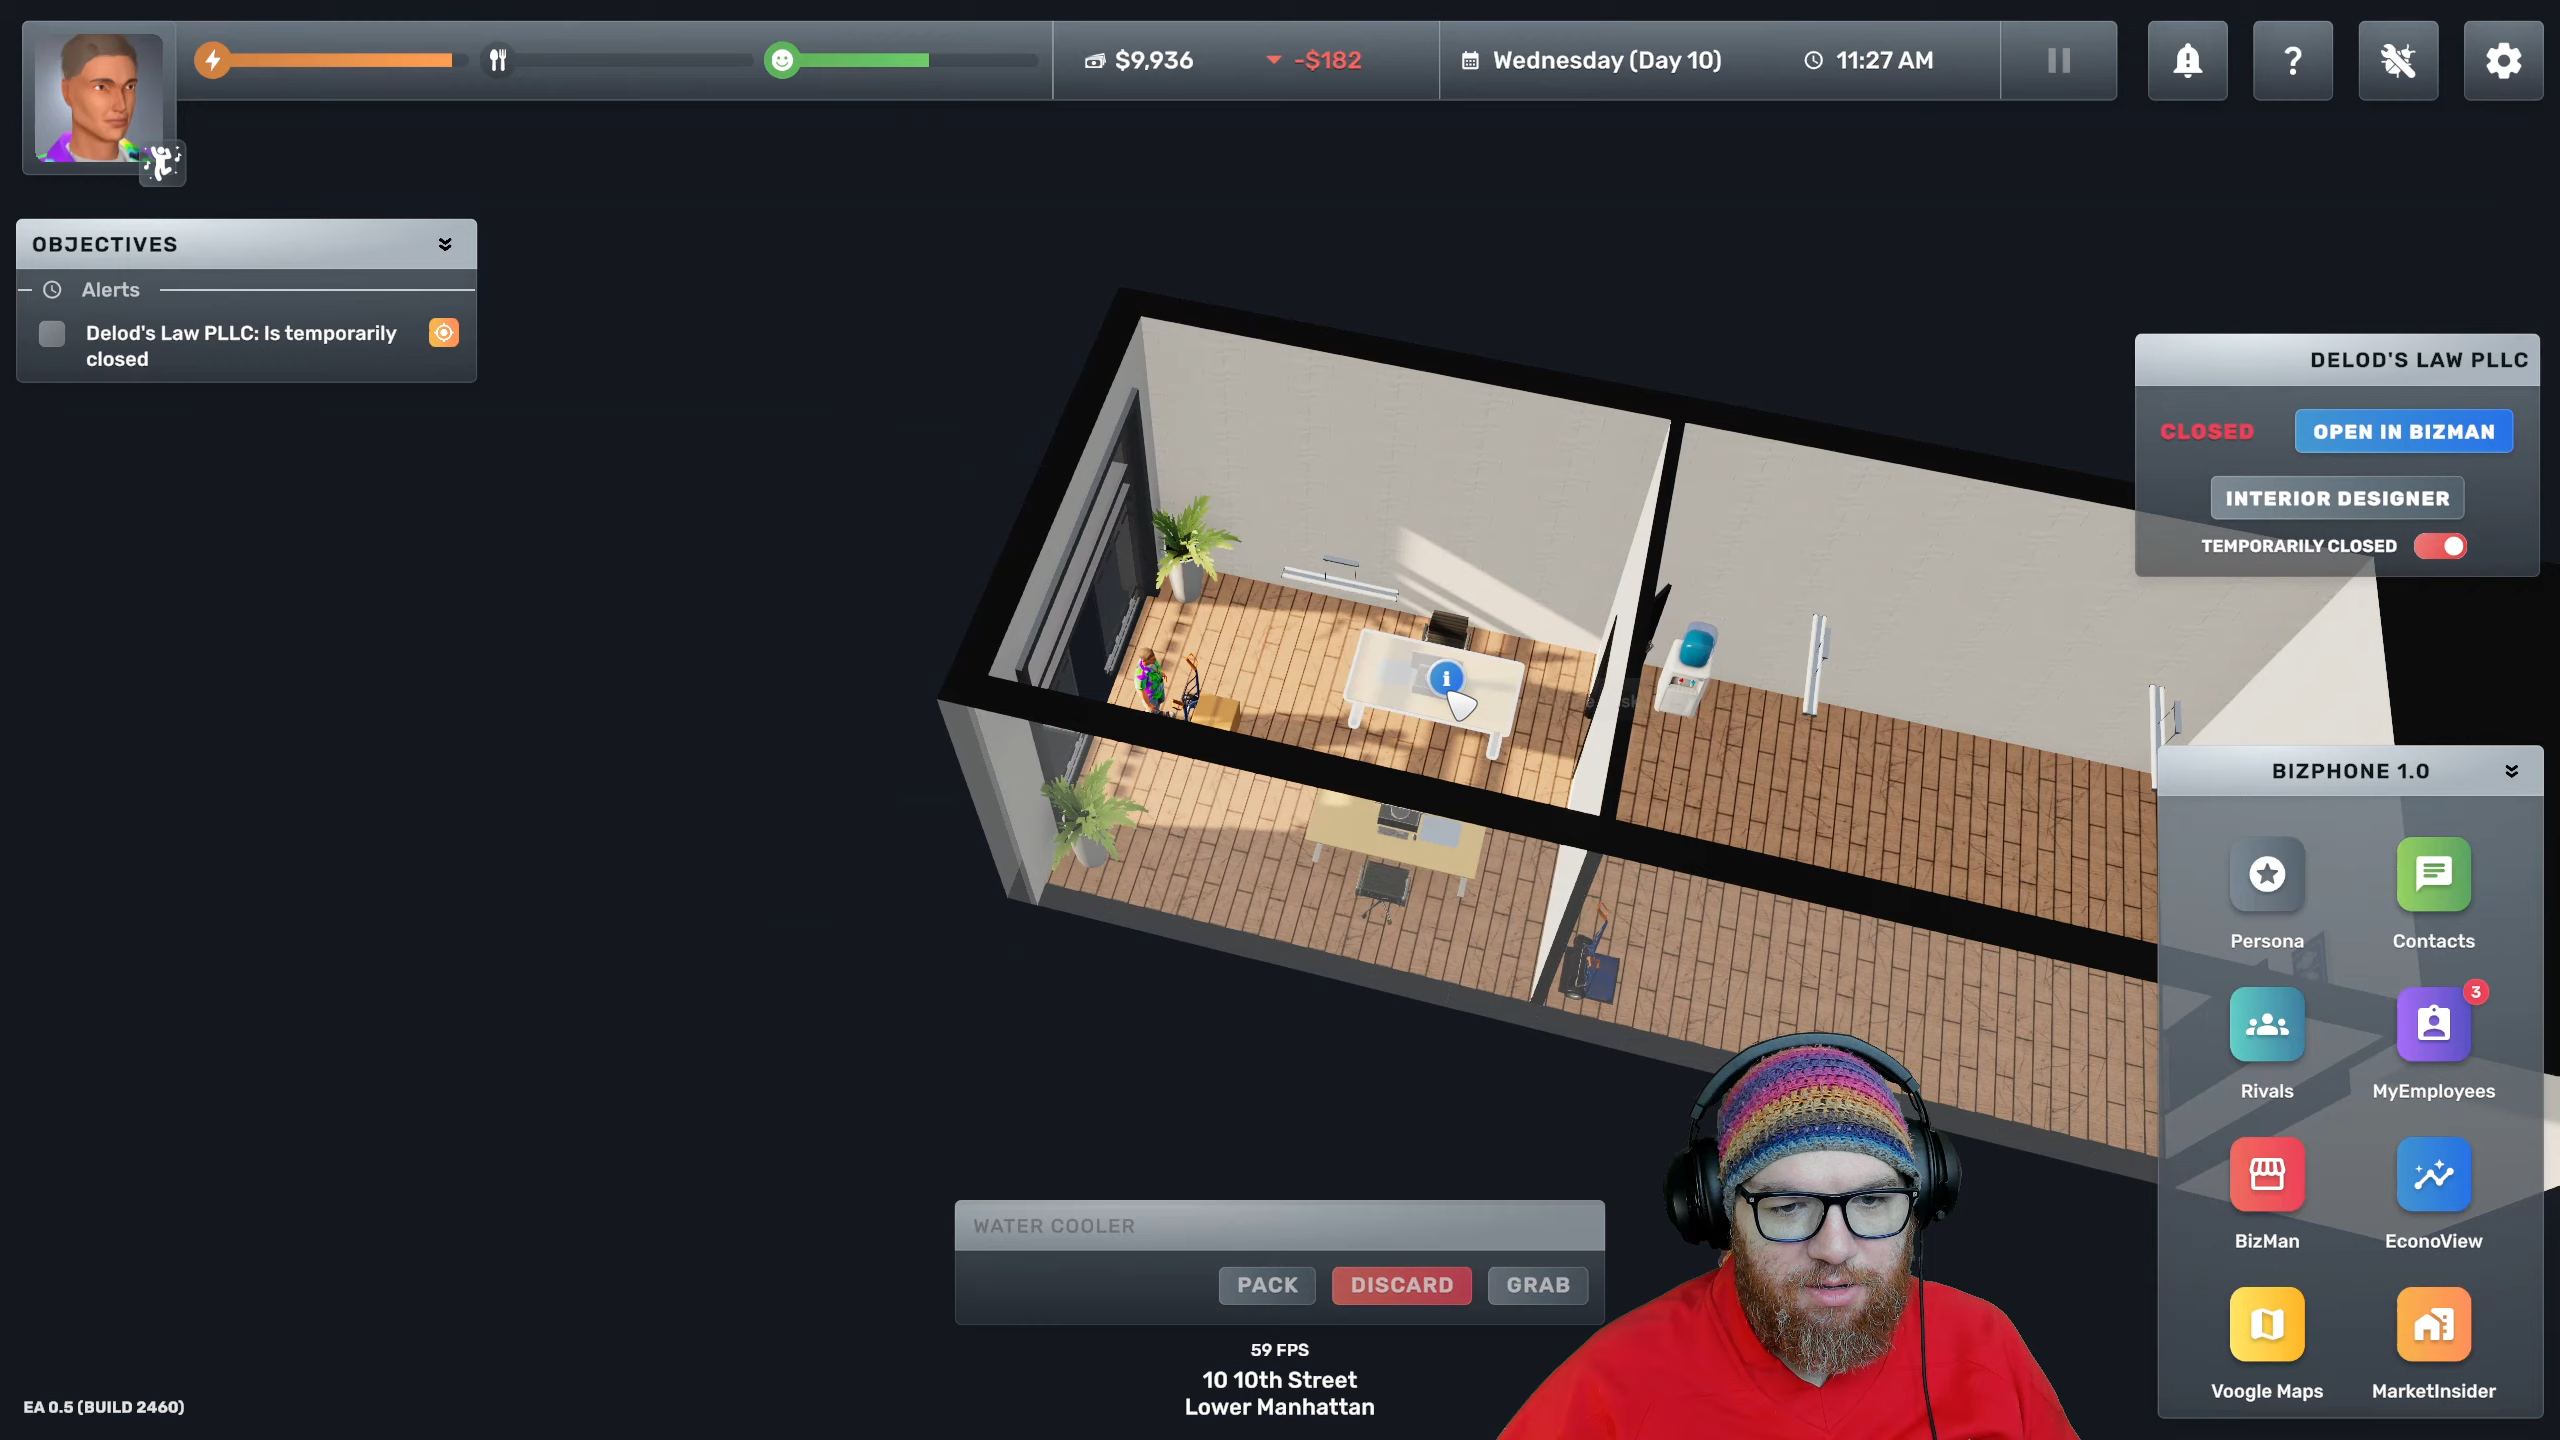 $9,936
-$182
Wednesday (Day 10)
11:27 AM
?
OBJECTIVES
Alerts
Delod's Law PLLC: Is temporarily
closed
DELOD'S LAW PLLC
CLOSED
OPEN IN BIZMAN
INTERIOR DESIGNER
TEMPORARILY CLOSED
i
BIZPHONE 1.0
Persona
Contacts
3
Rivals
MyEmployees
BizMan
EconoView
Voogle Maps
MarketInsider
WATER COOLER
PACK
DISCARD
GRAB
59 FPS
10 10th Street
Lower Manhattan
EA 0.5 (BUILD 2460)